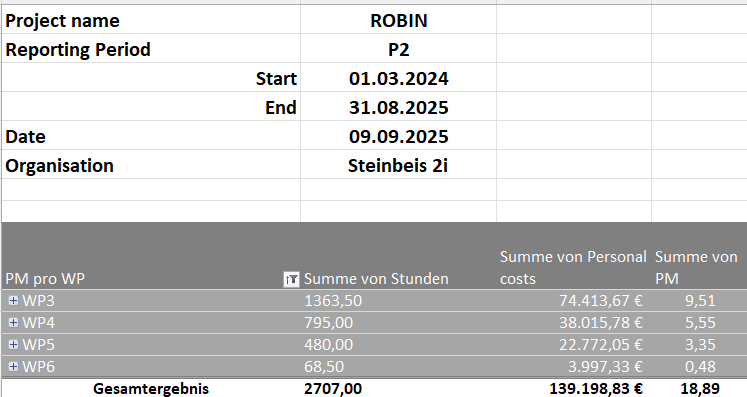 Project name ROBIN
Reporting Period P2
Start 01.03.2024
End 31.08.2025
Date 09.09.2025
Organisation Steinbeis 2i
PM pro WP Summe von Stunden Summe von Personal costs Summe von PM
WP3 1363,50 74.413,67 € 9,51
WP4 795,00 38.015,78 € 5,55
WP5 480,00 22.772,05 € 3,35
WP6 68,50 3.997,33 € 0,48
Gesamtergebnis 2707,00 139.198,83 € 18,89